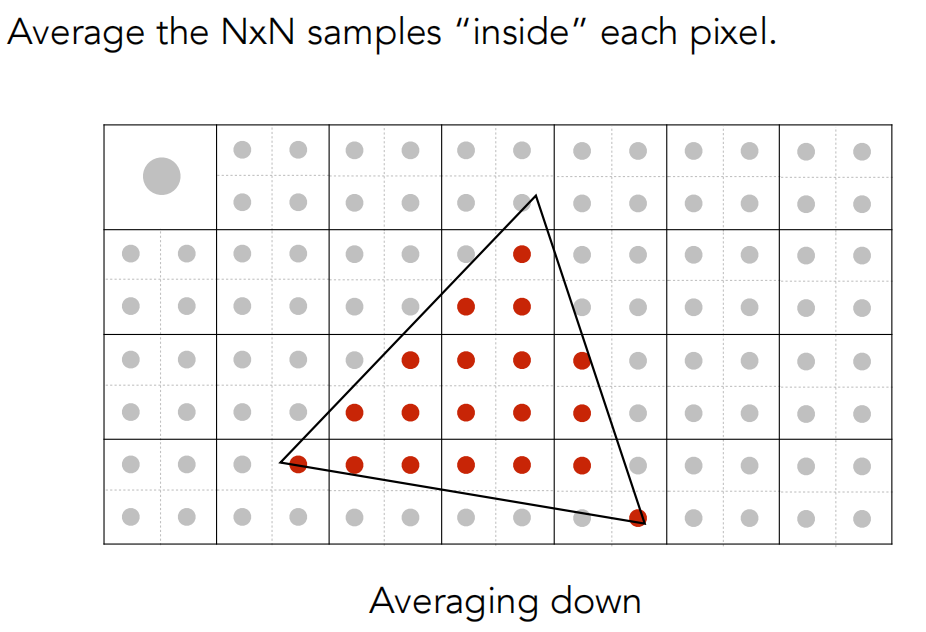 Average the NxN samples “inside” each pixel.
Averaging down